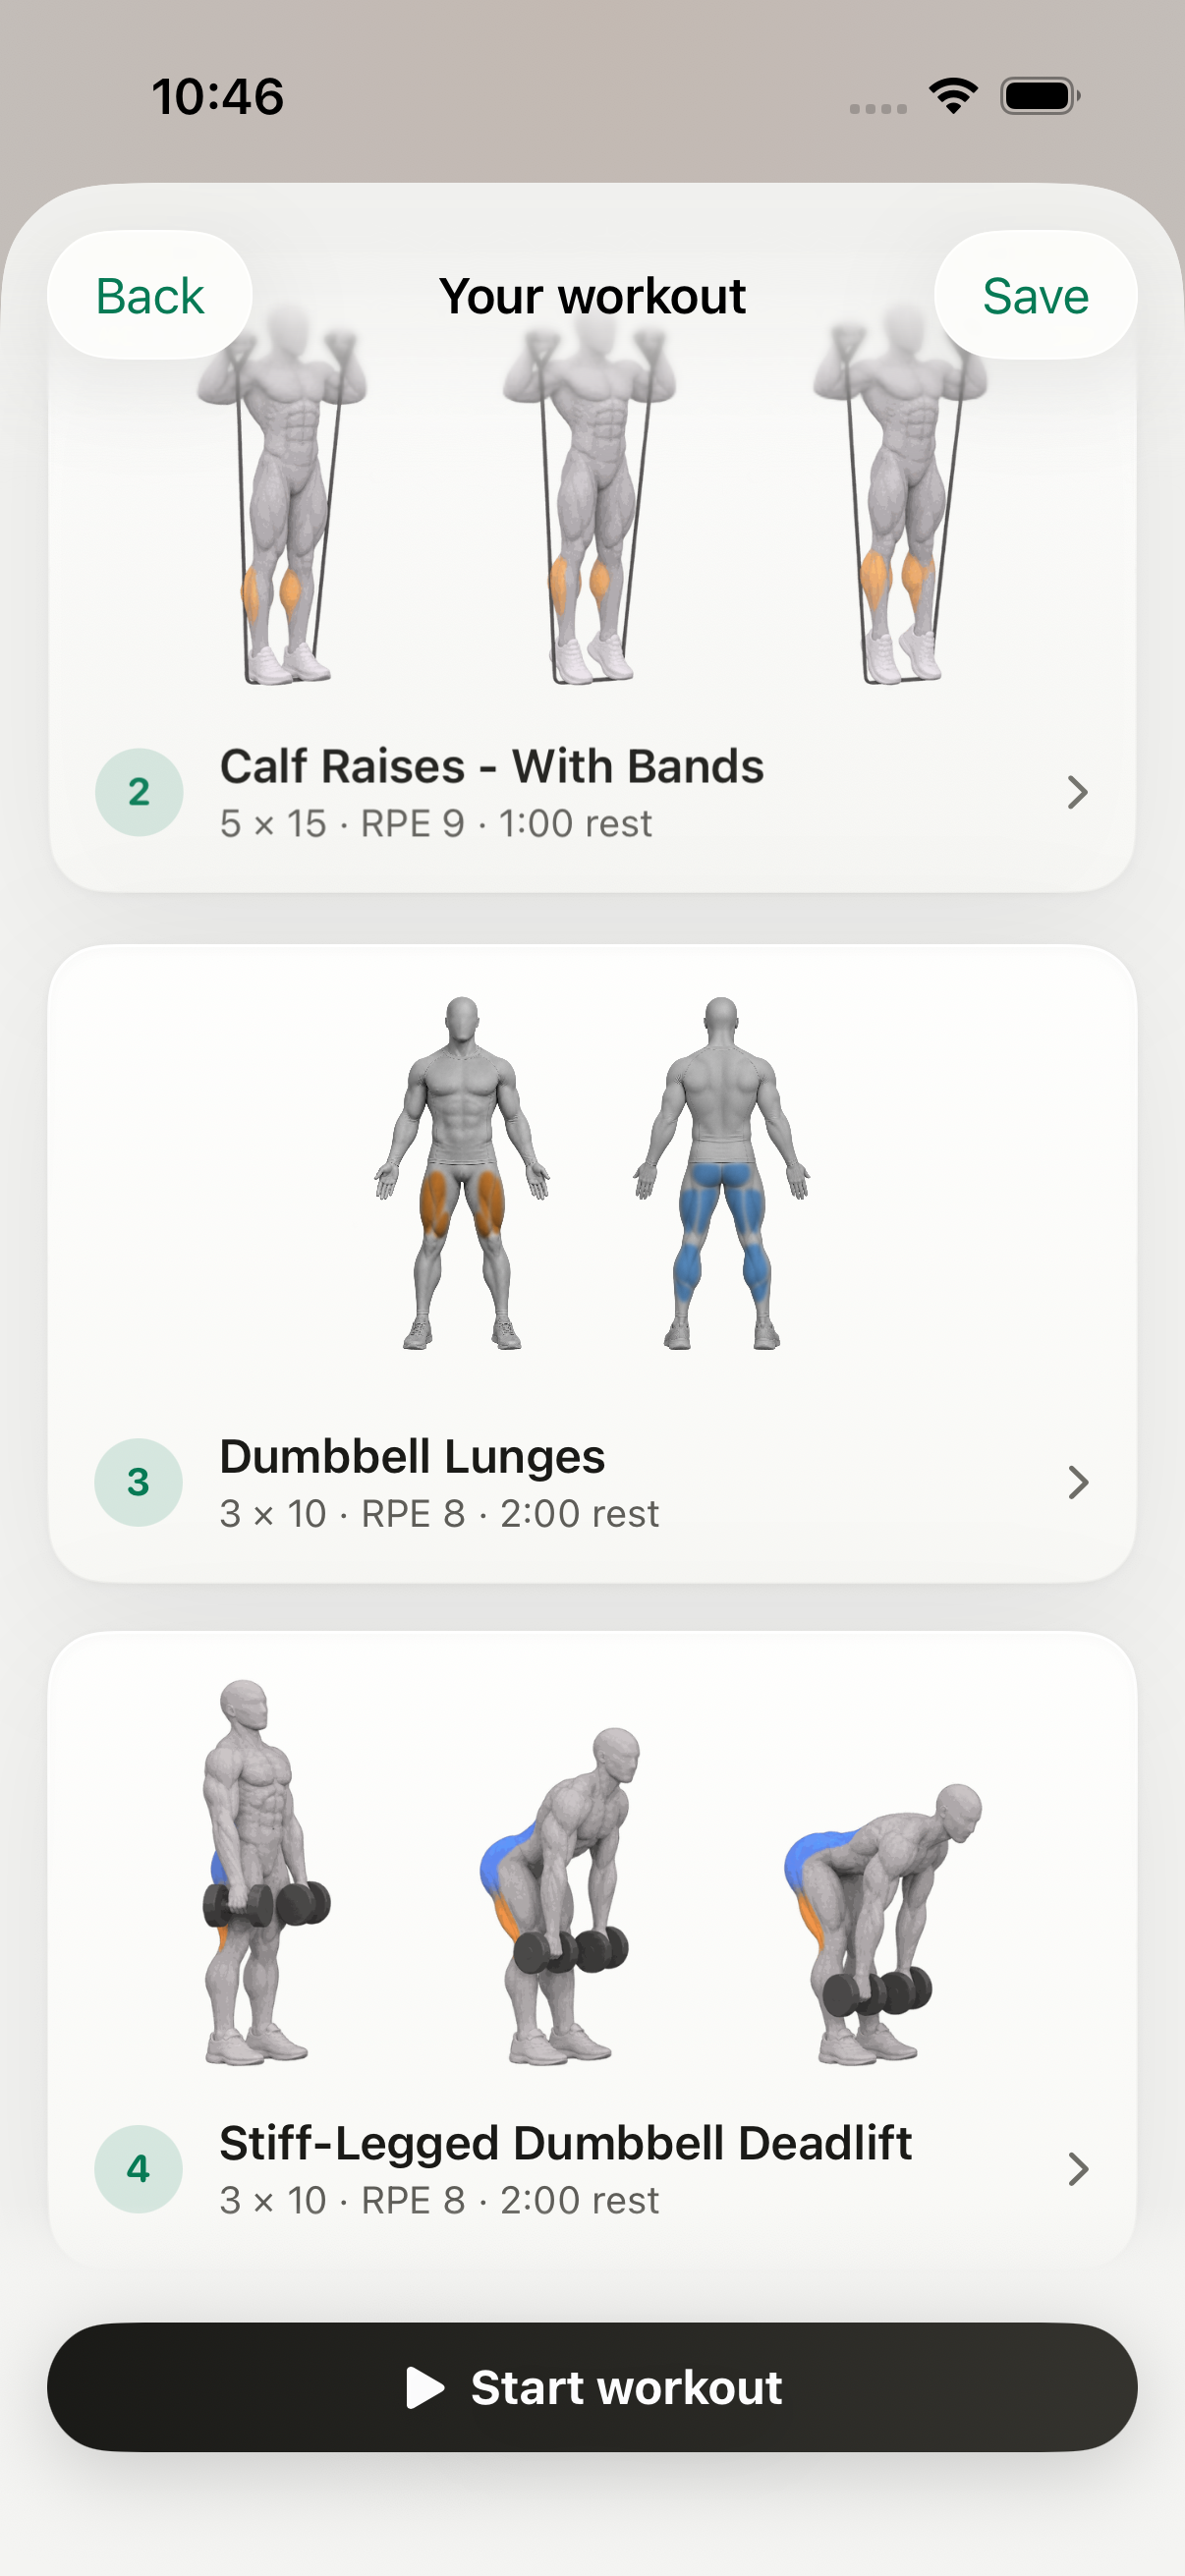 10:46
Back
Your workout
Save
2
Calf Raises - With Bands
5 × 15 · RPE 9 · 1:00 rest
3
Dumbbell Lunges
3 × 10 · RPE 8 · 2:00 rest
4
Stiff-Legged Dumbbell Deadlift
3 × 10 · RPE 8 · 2:00 rest
Start workout